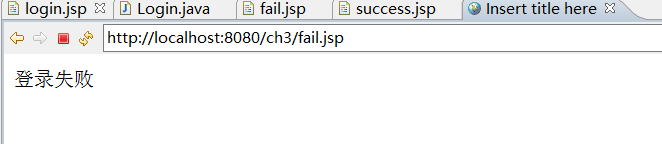 login.jsp Login.java fail.jsp success.jsp Insert title here
http://localhost:8080/ch3/fail.jsp
登录失败